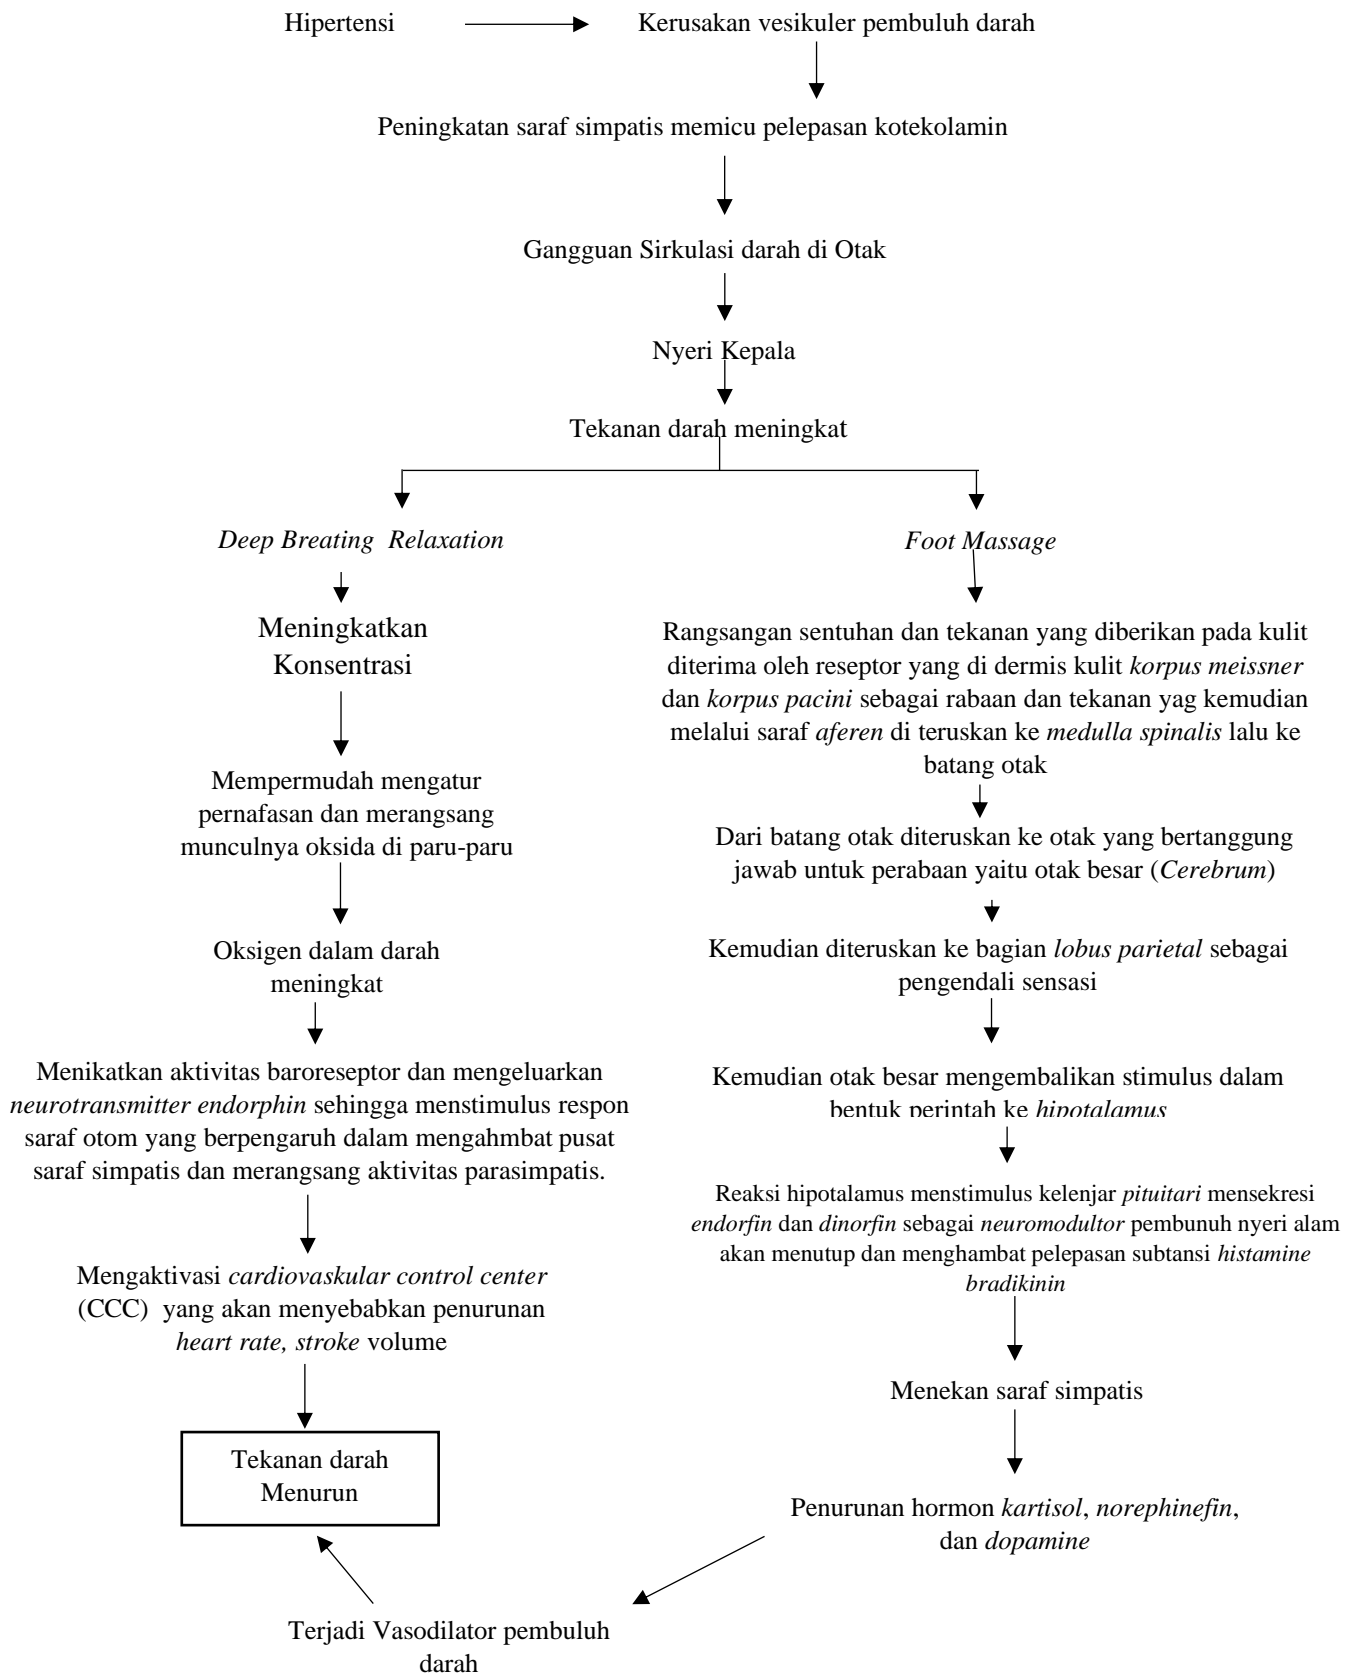 Hipertensi
Kerusakan vesikuler pembuluh darah
Peningkatan saraf simpatis memicu pelepasan kotekolamin
Gangguan Sirkulasi darah di Otak
Nyeri Kepala
Tekanan darah meningkat
Deep Breating Relaxation
Meningkatkan
Konsentrasi
Mempermudah mengatur
pernafasan dan merangsang
munculnya oksida di paru-paru
Oksigen dalam darah
meningkat
Menikatkan aktivitas baroreseptor dan mengeluarkan
neurotransmitter endorphin sehingga menstimulus respon
saraf otom yang berpengaruh dalam mengahmbat pusat
saraf simpatis dan merangsang aktivitas parasimpatis.
Mengaktivasi cardiovaskular control center
(CCC) yang akan menyebabkan penurunan
heart rate, stroke volume
Tekanan darah
Menurun
Foot Massage
Rangsangan sentuhan dan tekanan yang diberikan pada kulit
diterima oleh reseptor yang di dermis kulit korpus meissner
dan korpus pacini sebagai rabaan dan tekanan yag kemudian
melalui saraf aferen di teruskan ke medulla spinalis lalu ke
batang otak
Dari batang otak diteruskan ke otak yang bertanggung
jawab untuk perabaan yaitu otak besar (Cerebrum)
Kemudian diteruskan ke bagian lobus parietal sebagai
pengendali sensasi
Kemudian otak besar mengembalikan stimulus dalam
bentuk perintah ke hipotalamus
Reaksi hipotalamus menstimulus kelenjar pituitari mensekresi
endorfin dan dinorfin sebagai neuromodultor pembunuh nyeri alam
akan menutup dan menghambat pelepasan subtansi histamine
bradikinin
Menekan saraf simpatis
Penurunan hormon kartisol, norephinefin,
dan dopamine
Terjadi Vasodilator pembuluh
darah